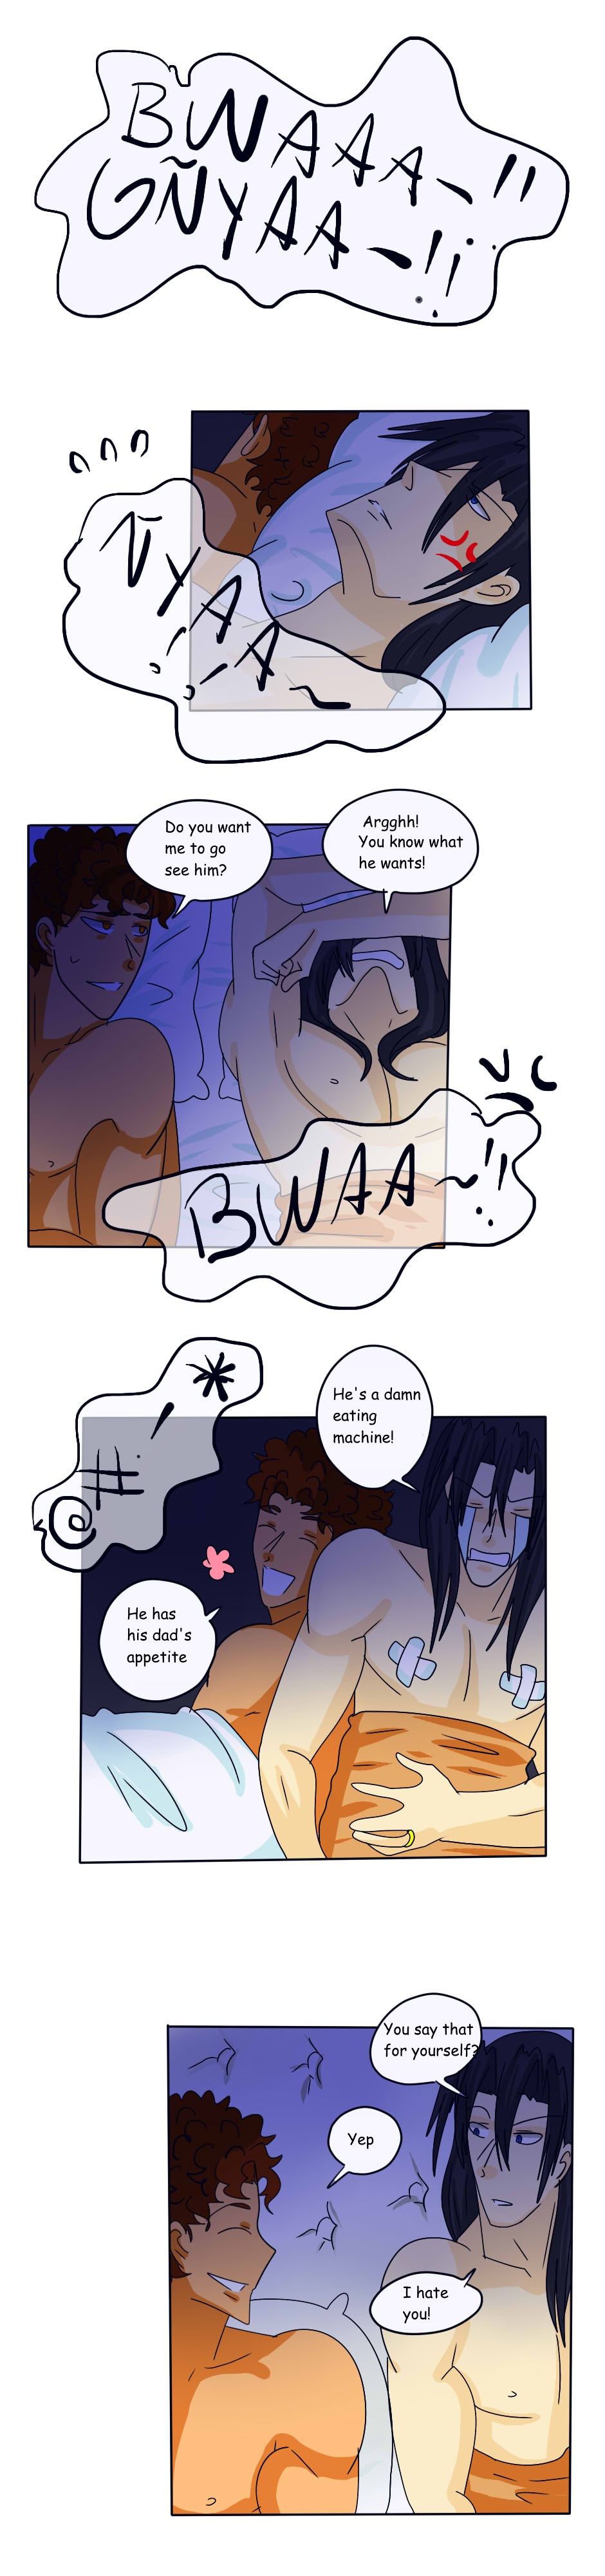 BWAAA~!!
GÑYAA~!¡
ÑYAA~
Do you want
me to go
see him?
Argghh!
You know what
he wants!
BWAA~!!
@#!*
He's a damn
eating
machine!
He has
his dad's
appetite
You say that
for yourself?
Yep
I hate
you!